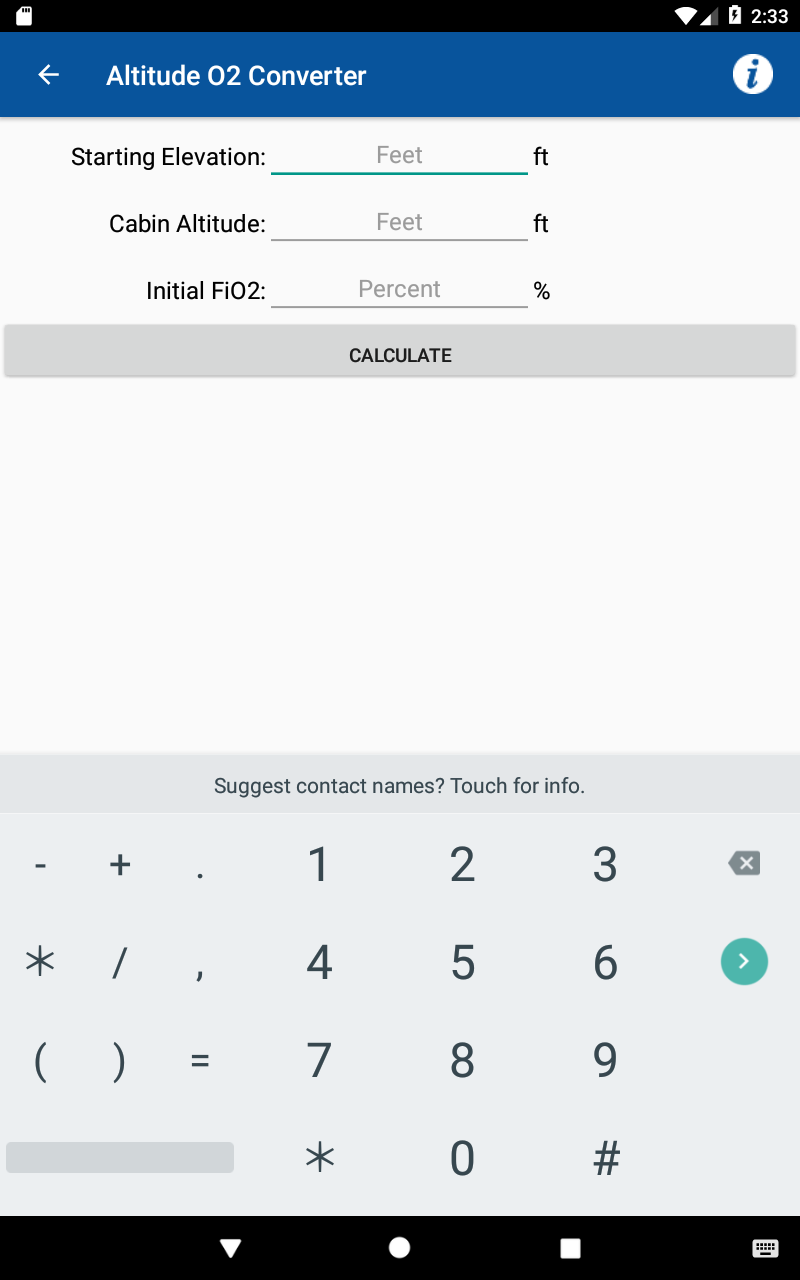 2:33
Altitude O2 Converter
Starting Elevation: Feet ft
Cabin Altitude: Feet ft
Initial FiO2: Percent %
CALCULATE
Suggest contact names? Touch for info.
- + . 1 2 3
* / , 4 5 6
( ) = 7 8 9
* 0 #